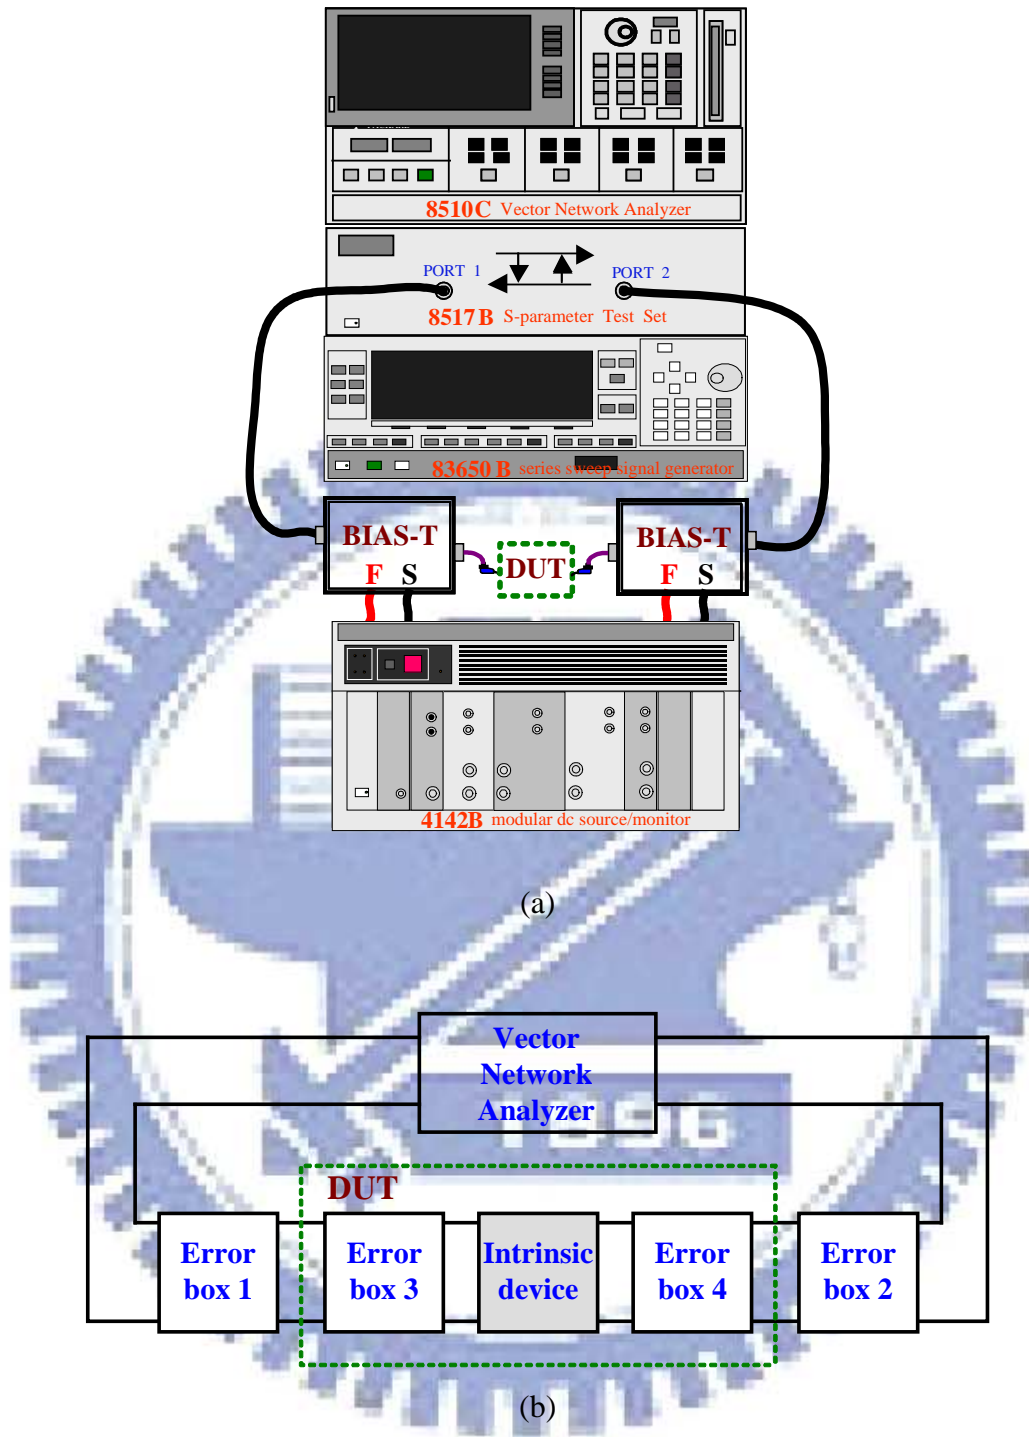 8510C Vector Network Analyzer
PORT 1
PORT 2
8517B S-parameter Test Set
83650B series sweep signal generator
BIAS-T
F S
DUT
BIAS-T
F S
4142B modular dc source/monitor
(a)
Vector
Network
Analyzer
DUT
Error
box 1
Error
box 3
Intrinsic
device
Error
box 4
Error
box 2
(b)